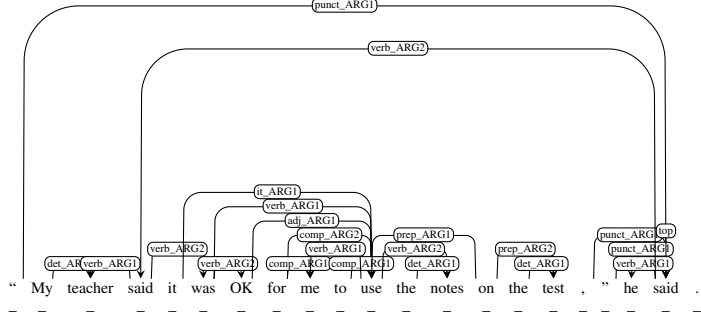 punct_ARG1
verb_ARG2
it_ARG1
verb_ARG1
adj_ARG1
comp_ARG2 prep_ARG1 punct_ARG1 top
verb_ARG2 verb_ARG1 verb_ARG2 prep_ARG2 punct_ARG1
verb_ARG1 verb_ARG2 comp_ARG1 comp_ARG1 det_ARG1 det_ARG1 verb_ARG1
“ My teacher said it was OK for me to use the notes on the test , ” he said .
_ _ _ _ _ _ _ _ _ _ _ _ _ _ _ _ _ _ _ _ _